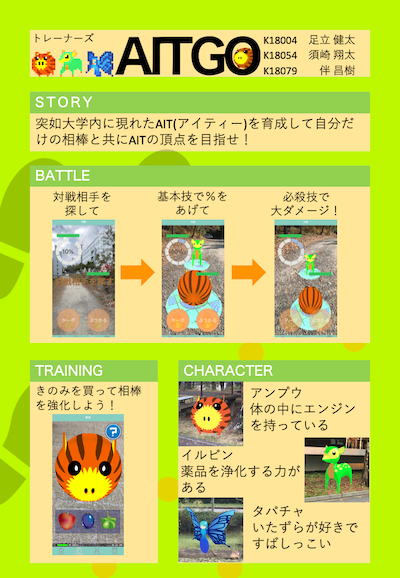 トレーナーズ
AITGO
K18004 足立 健太
K18054 須崎 翔太
K18079 伴 昌樹
STORY
突如大学内に現れたAIT(アイティー)を育成して自分だ
けの相棒と共にAITの頂点を目指せ！
BATTLE
対戦相手を
探して
基本技で％を
あげて
必殺技で
大ダメージ！
TRAINING
きのみを買って相棒
を強化しよう！
?
CHARACTER
アンプウ
体の中にエンジン
を持っている
イルピン
薬品を浄化する力が
ある
タパチャ
いたずらが好きで
すばしっこい